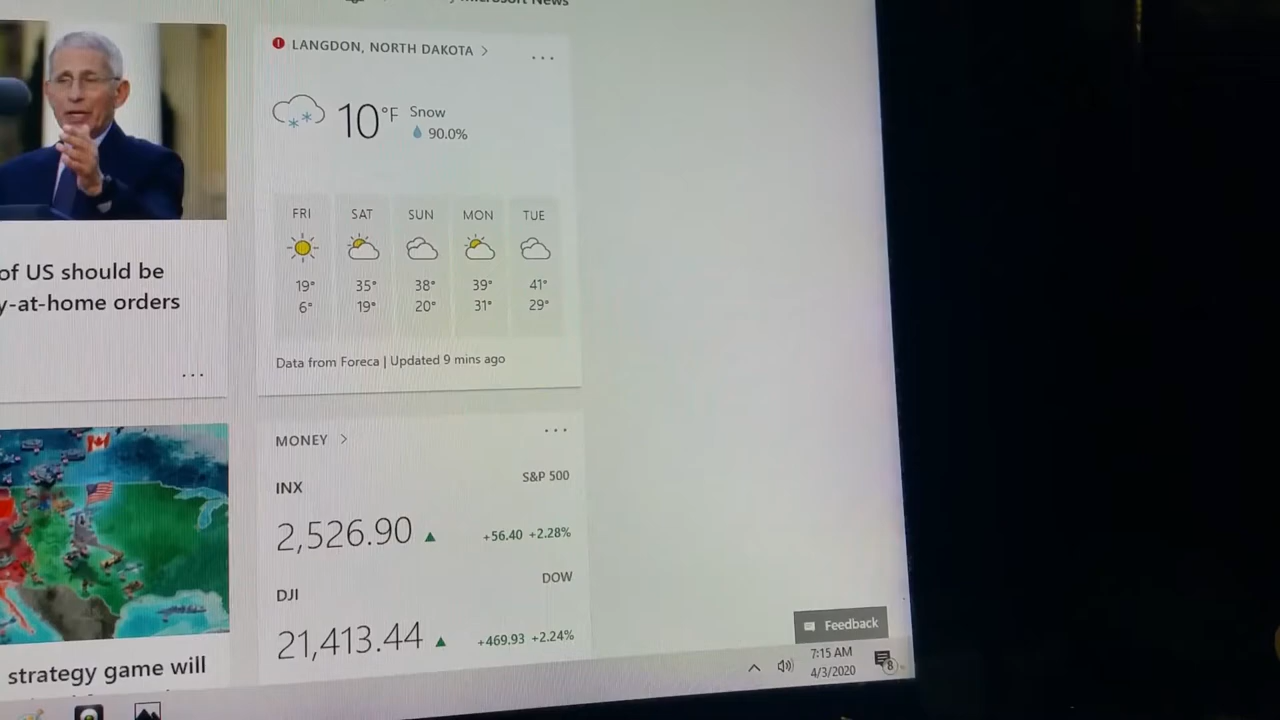 Microsoft News
of US should be
y-at-home orders
...
strategy game will
LANGDON, NORTH DAKOTA >
...
10°F Snow
90.0%
FRI SAT SUN MON TUE
19° 35° 38° 39° 41°
6° 19° 20° 31° 29°
Data from Foreca | Updated 9 mins ago
MONEY >
...
INX S&P 500
2,526.90 ▲ +56.40 +2.28%
DJI DOW
21,413.44 ▲ +469.93 +2.24%
Feedback
7:15 AM
4/3/2020
8